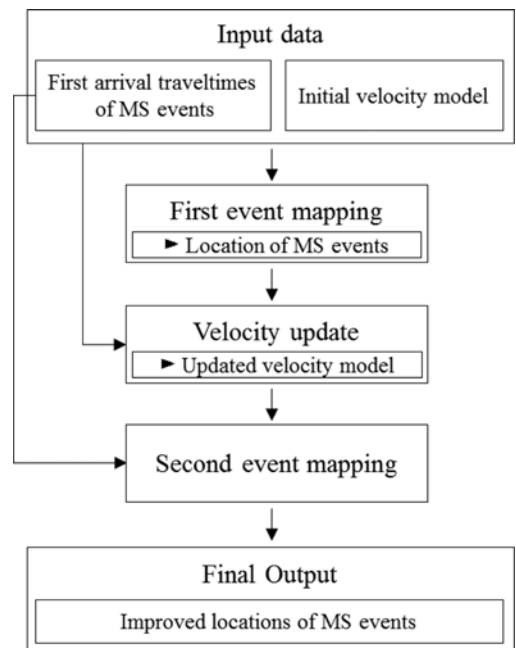 Input data
First arrival traveltimes
of MS events
Initial velocity model
First event mapping
► Location of MS events
Velocity update
► Updated velocity model
Second event mapping
Final Output
Improved locations of MS events